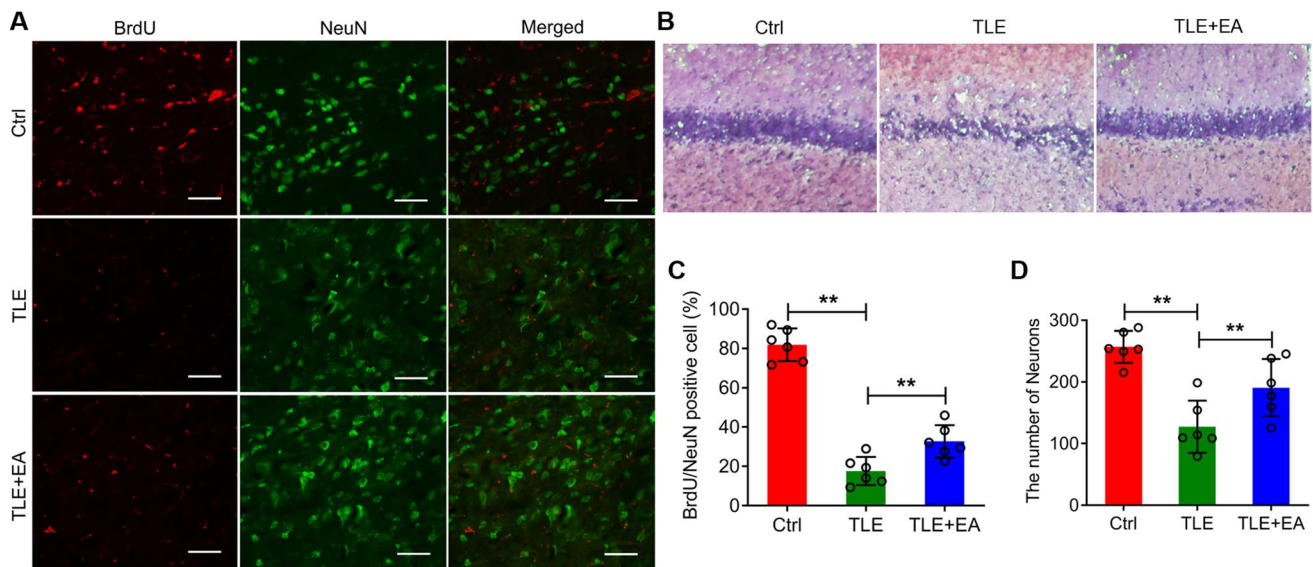 A
BrdU NeuN Merged
Ctrl
TLE
TLE+EA
B
Ctrl TLE TLE+EA
C
BrdU/NeuN positive cell (%)
100
80
60
40
20
0
**
**
Ctrl TLE TLE+EA
D
The number of Neurons
300
200
100
0
**
**
Ctrl TLE TLE+EA